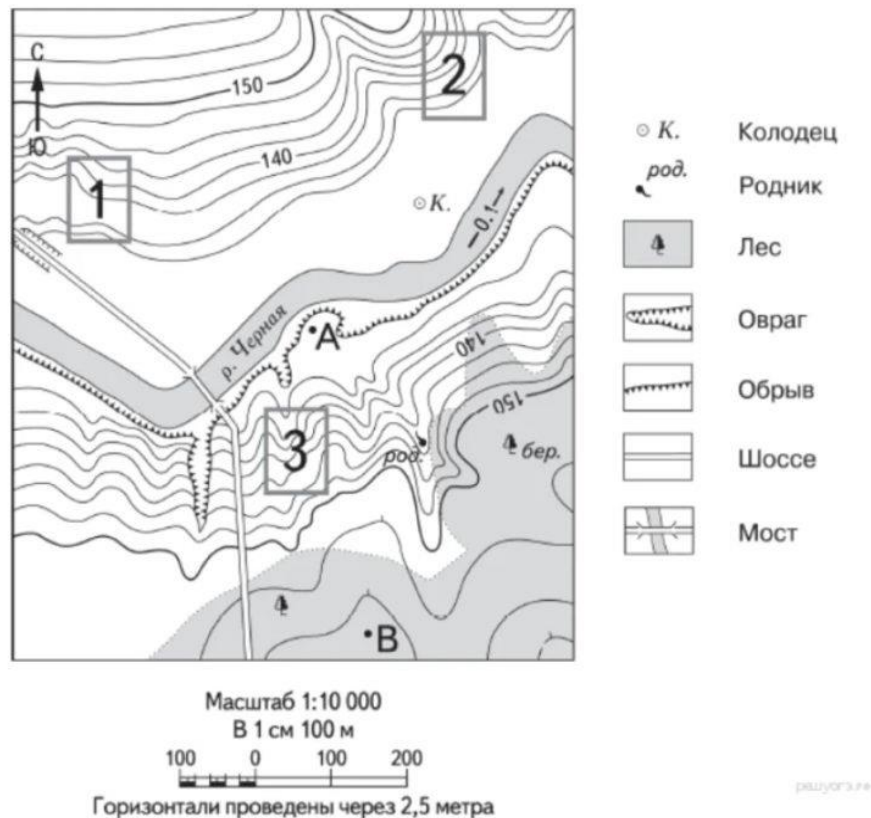 С
Ю
150
140
1
2
К.
0.1
р. Черная
А
140
150
3
род.
бер.
В
К. Колодец
род. Родник
Лес
Овраг
Обрыв
Шоссе
Мост
Масштаб 1:10 000
В 1 см 100 м
100 0 100 200
Горизонтали проведены через 2,5 метра